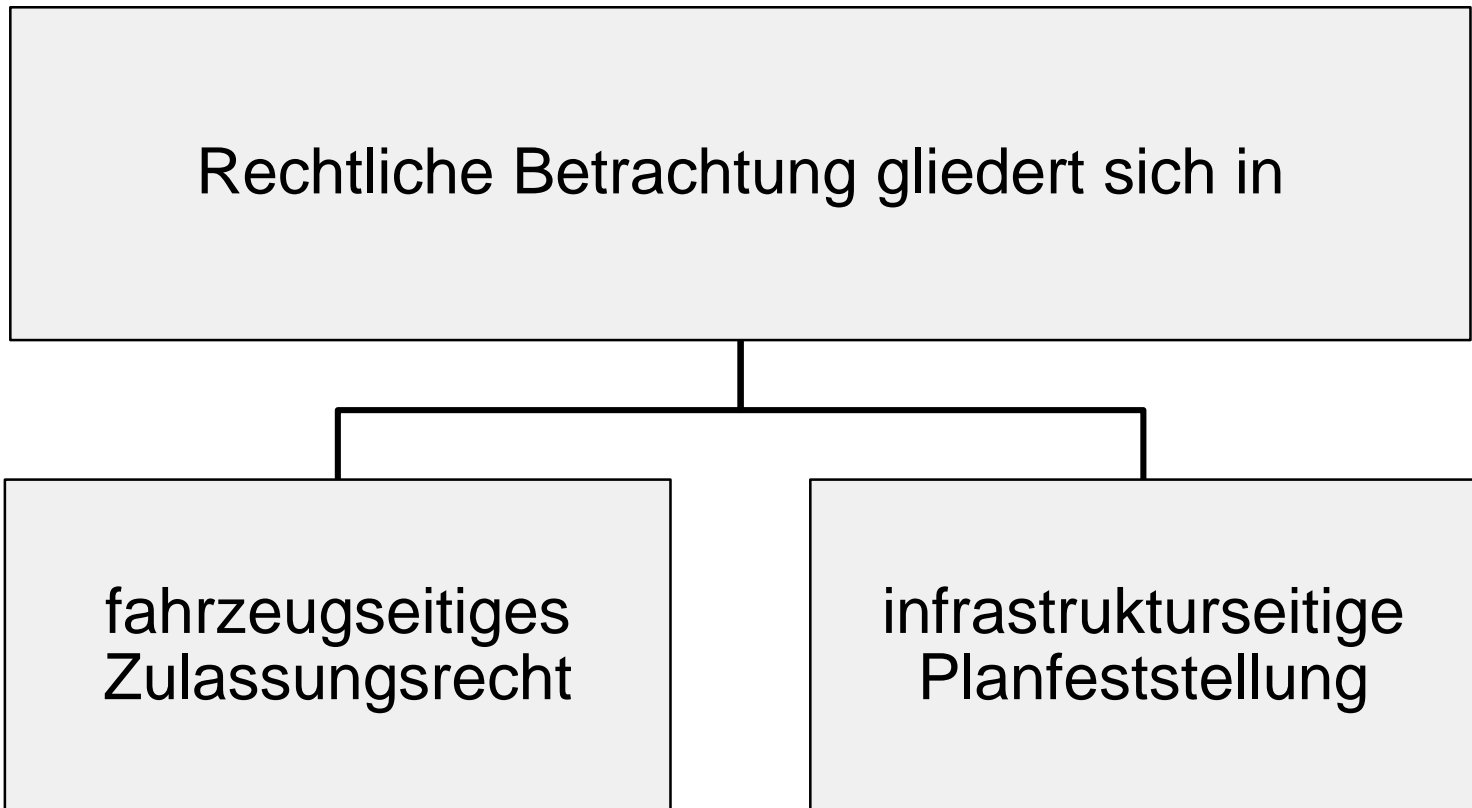 Rechtliche Betrachtung gliedert sich in
fahrzeugseitiges
Zulassungsrecht
infrastrukturseitige
Planfeststellung